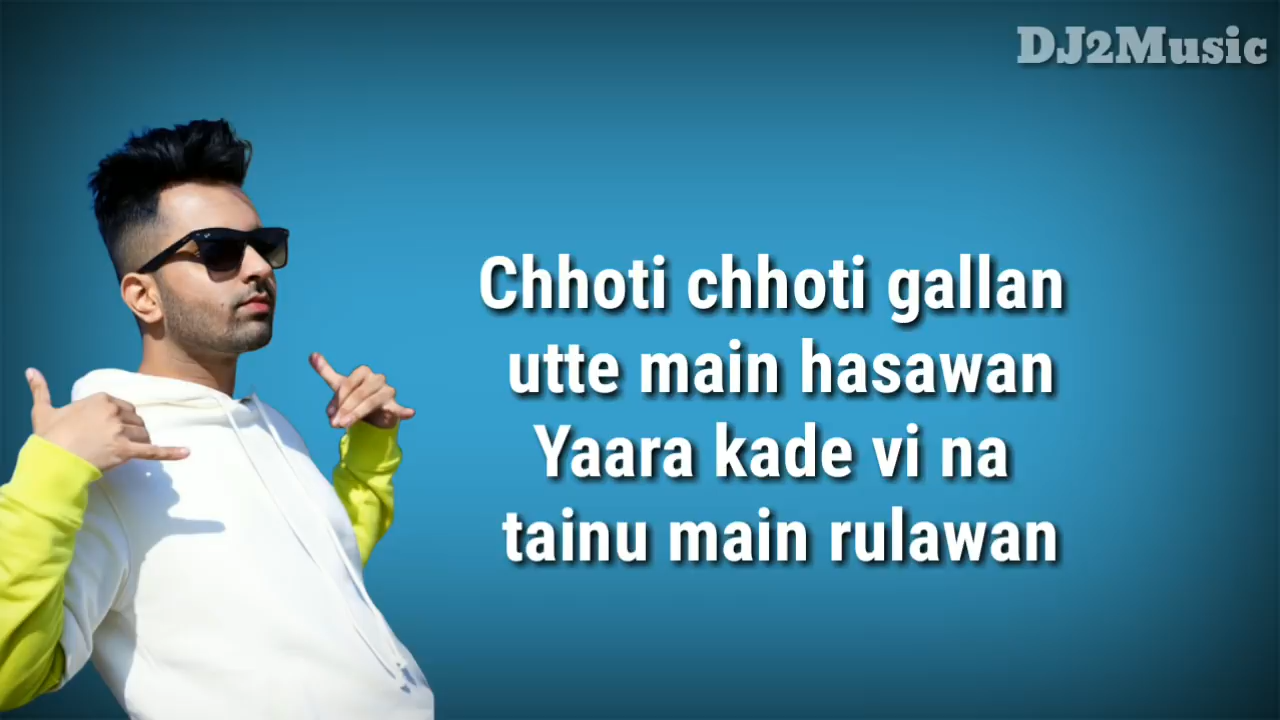 DJ2Music
Chhoti chhoti gallan
utte main hasawan
Yaara kade vi na
tainu main rulawan